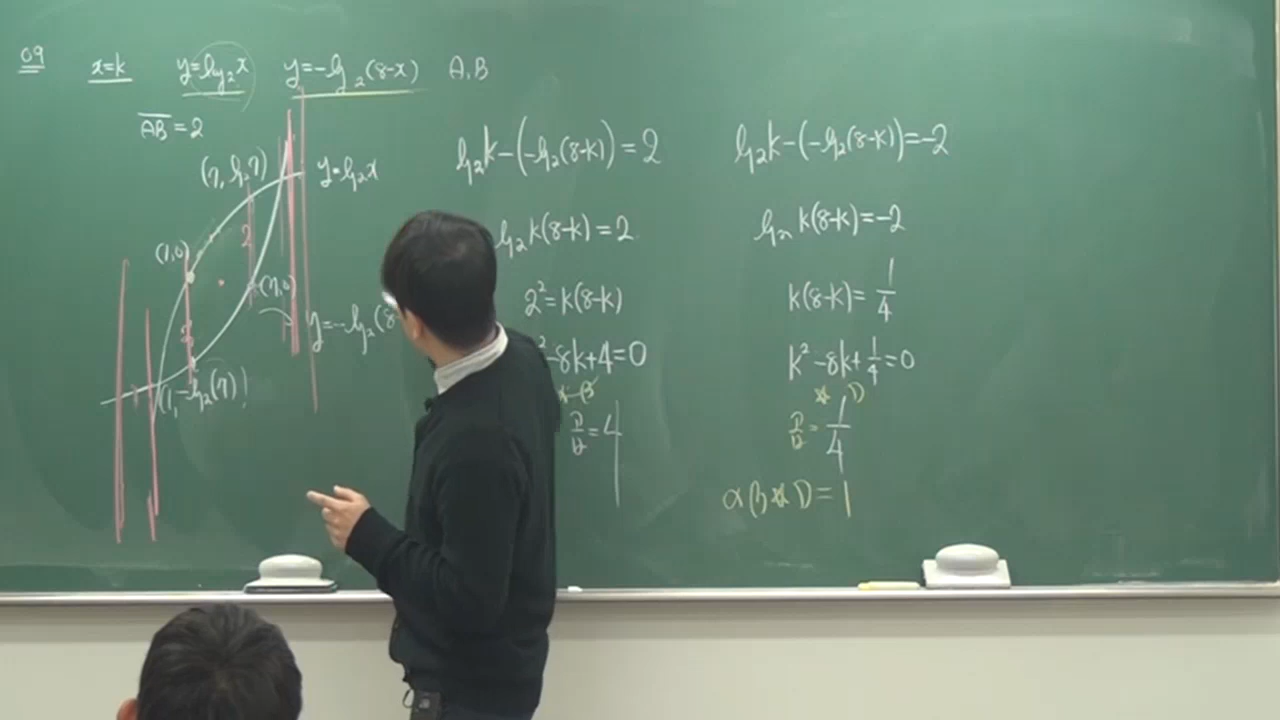 09 x=k y=log₂x y=-log₂(8-x) A,B
AB=2
(7, log₂7)
y=log₂x
(1,0)
2
(7,0)
y=-log₂(8
(1, -log₂(7))
log₂k-(-log₂(8-k))=2
log₂k(8-k)=2
2²=k(8-k)
²-8k+4=0
=4
log₂k-(-log₂(8-k))=-2
log₂k(8-k)=-2
k(8-k)=1/4
k²-8k+1/4=0
=1/4
=1